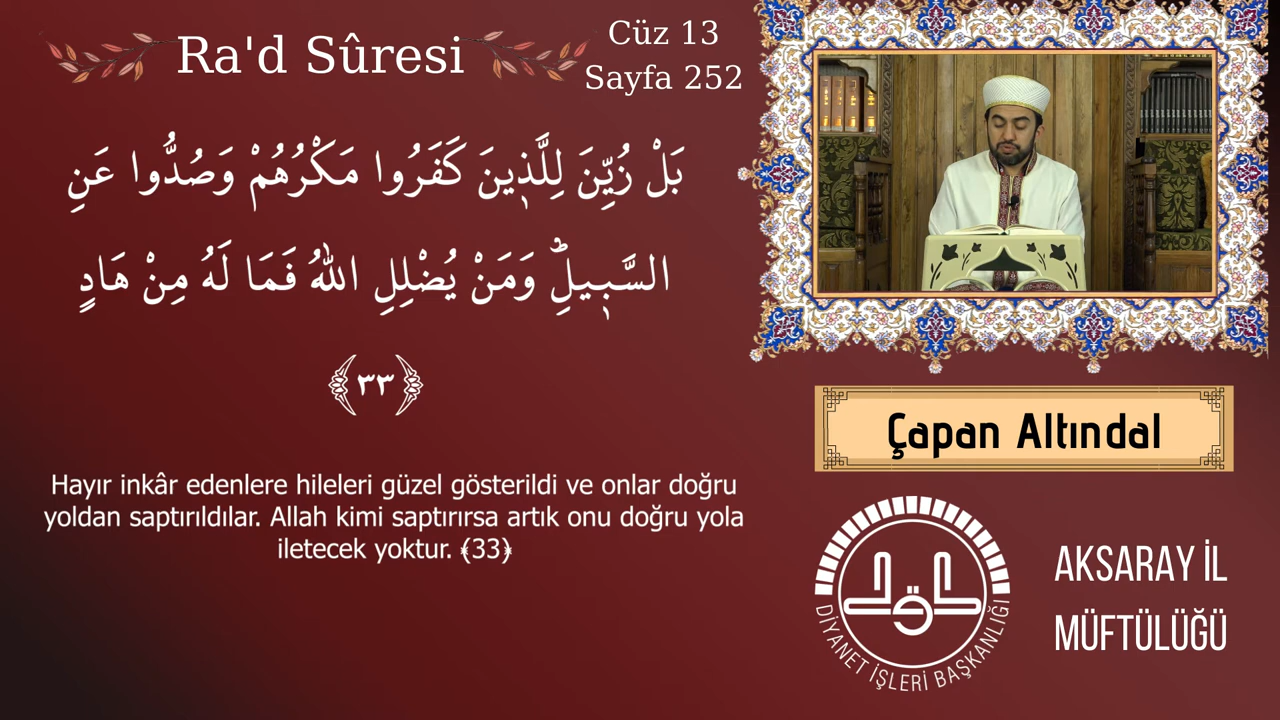 Ra'd Sûresi
Cüz 13
Sayfa 252
بَلْ زُيِّنَ لِلَّذ۪ينَ كَفَرُوا مَكْرُهُمْ وَصُدُّوا عَنِ
السَّب۪يلِۜ وَمَنْ يُضْلِلِ اللّٰهُ فَمَا لَهُ مِنْ هَادٍ
﴿٣٣﴾
Hayır inkâr edenlere hileleri güzel gösterildi ve onlar doğru
yoldan saptırıldılar. Allah kimi saptırırsa artık onu doğru yola
iletecek yoktur. ﴾33﴿
Çapan Altındal
DİYANET İŞLERİ BAŞKANLIĞI
AKSARAY İL
MÜFTÜLÜĞÜ